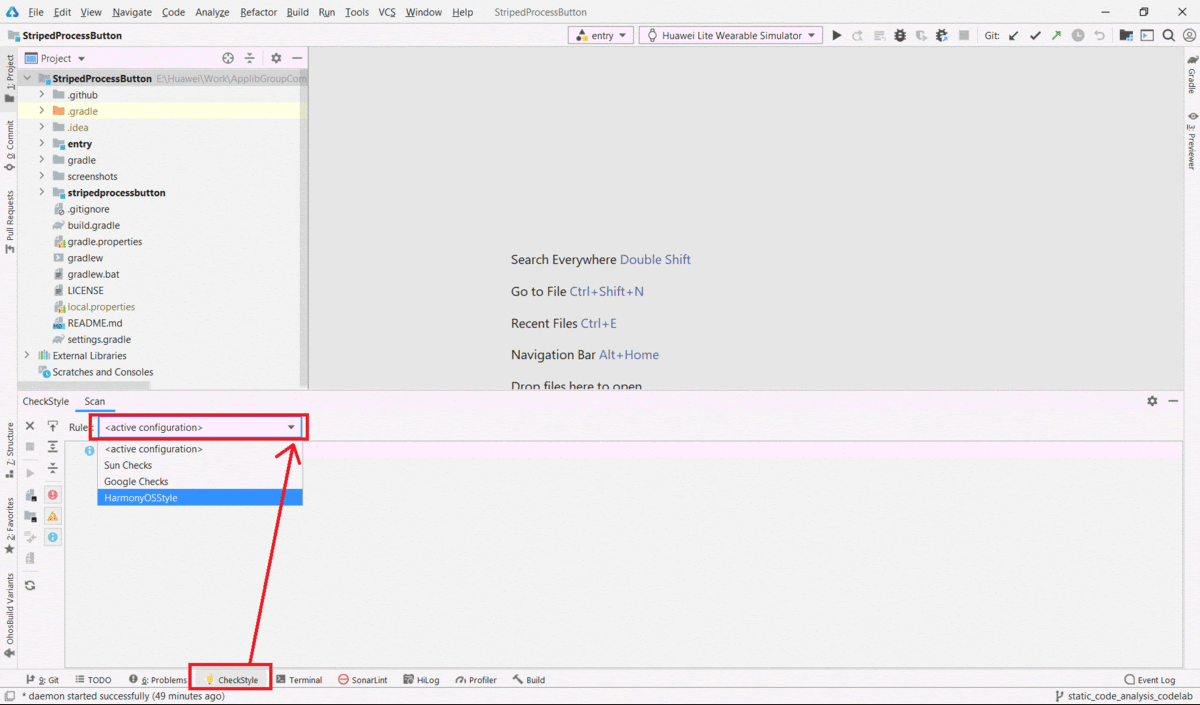 File Edit View Navigate Code Analyze Refactor Build Run Tools VCS Window Help StripedProcessButton
StripedProcessButton entry Huawei Lite Wearable Simulator Git:
Project
StripedProcessButton E:\Huawei\Work\ApplibGroupCom
.github
.gradle
.idea
entry
gradle
screenshots
stripedprocessbutton
.gitignore
build.gradle
gradle.properties
gradlew
gradlew.bat
LICENSE
local.properties
README.md
settings.gradle
External Libraries
Scratches and Consoles
1: Project
0: Commit
Pull Requests
7: Structure
2: Favorites
OhosBuild Variants
Gradle
3: Previewer
Search Everywhere Double Shift
Go to File Ctrl+Shift+N
Recent Files Ctrl+E
Navigation Bar Alt+Home
Drop files here to open
CheckStyle Scan
Rules <active configuration>
<active configuration>
Sun Checks
Google Checks
HarmonyOSStyle
9: Git TODO 6: Problems CheckStyle Terminal SonarLint HiLog Profiler Build Event Log
* daemon started successfully (49 minutes ago) static_code_analysis_codelab